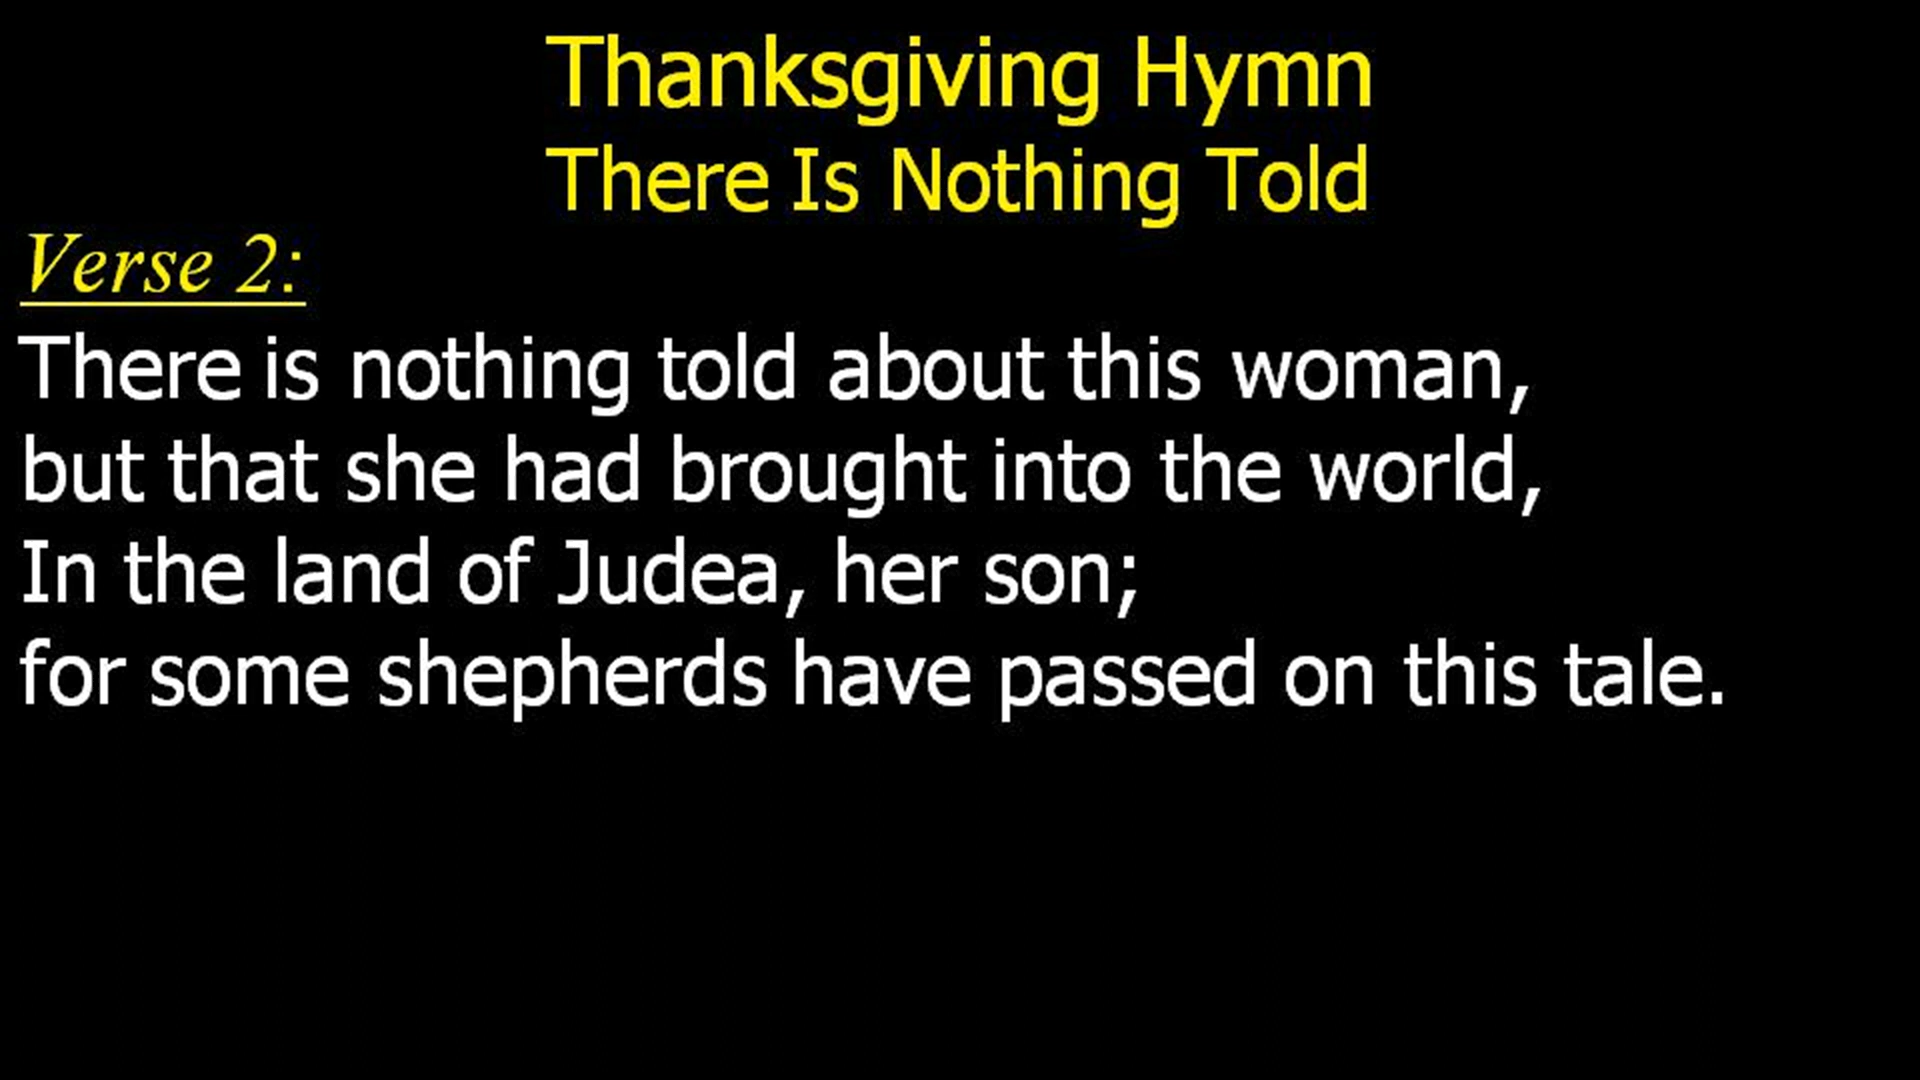 Thanksgiving Hymn
There Is Nothing Told
Verse 2:
There is nothing told about this woman,
but that she had brought into the world,
In the land of Judea, her son;
for some shepherds have passed on this tale.